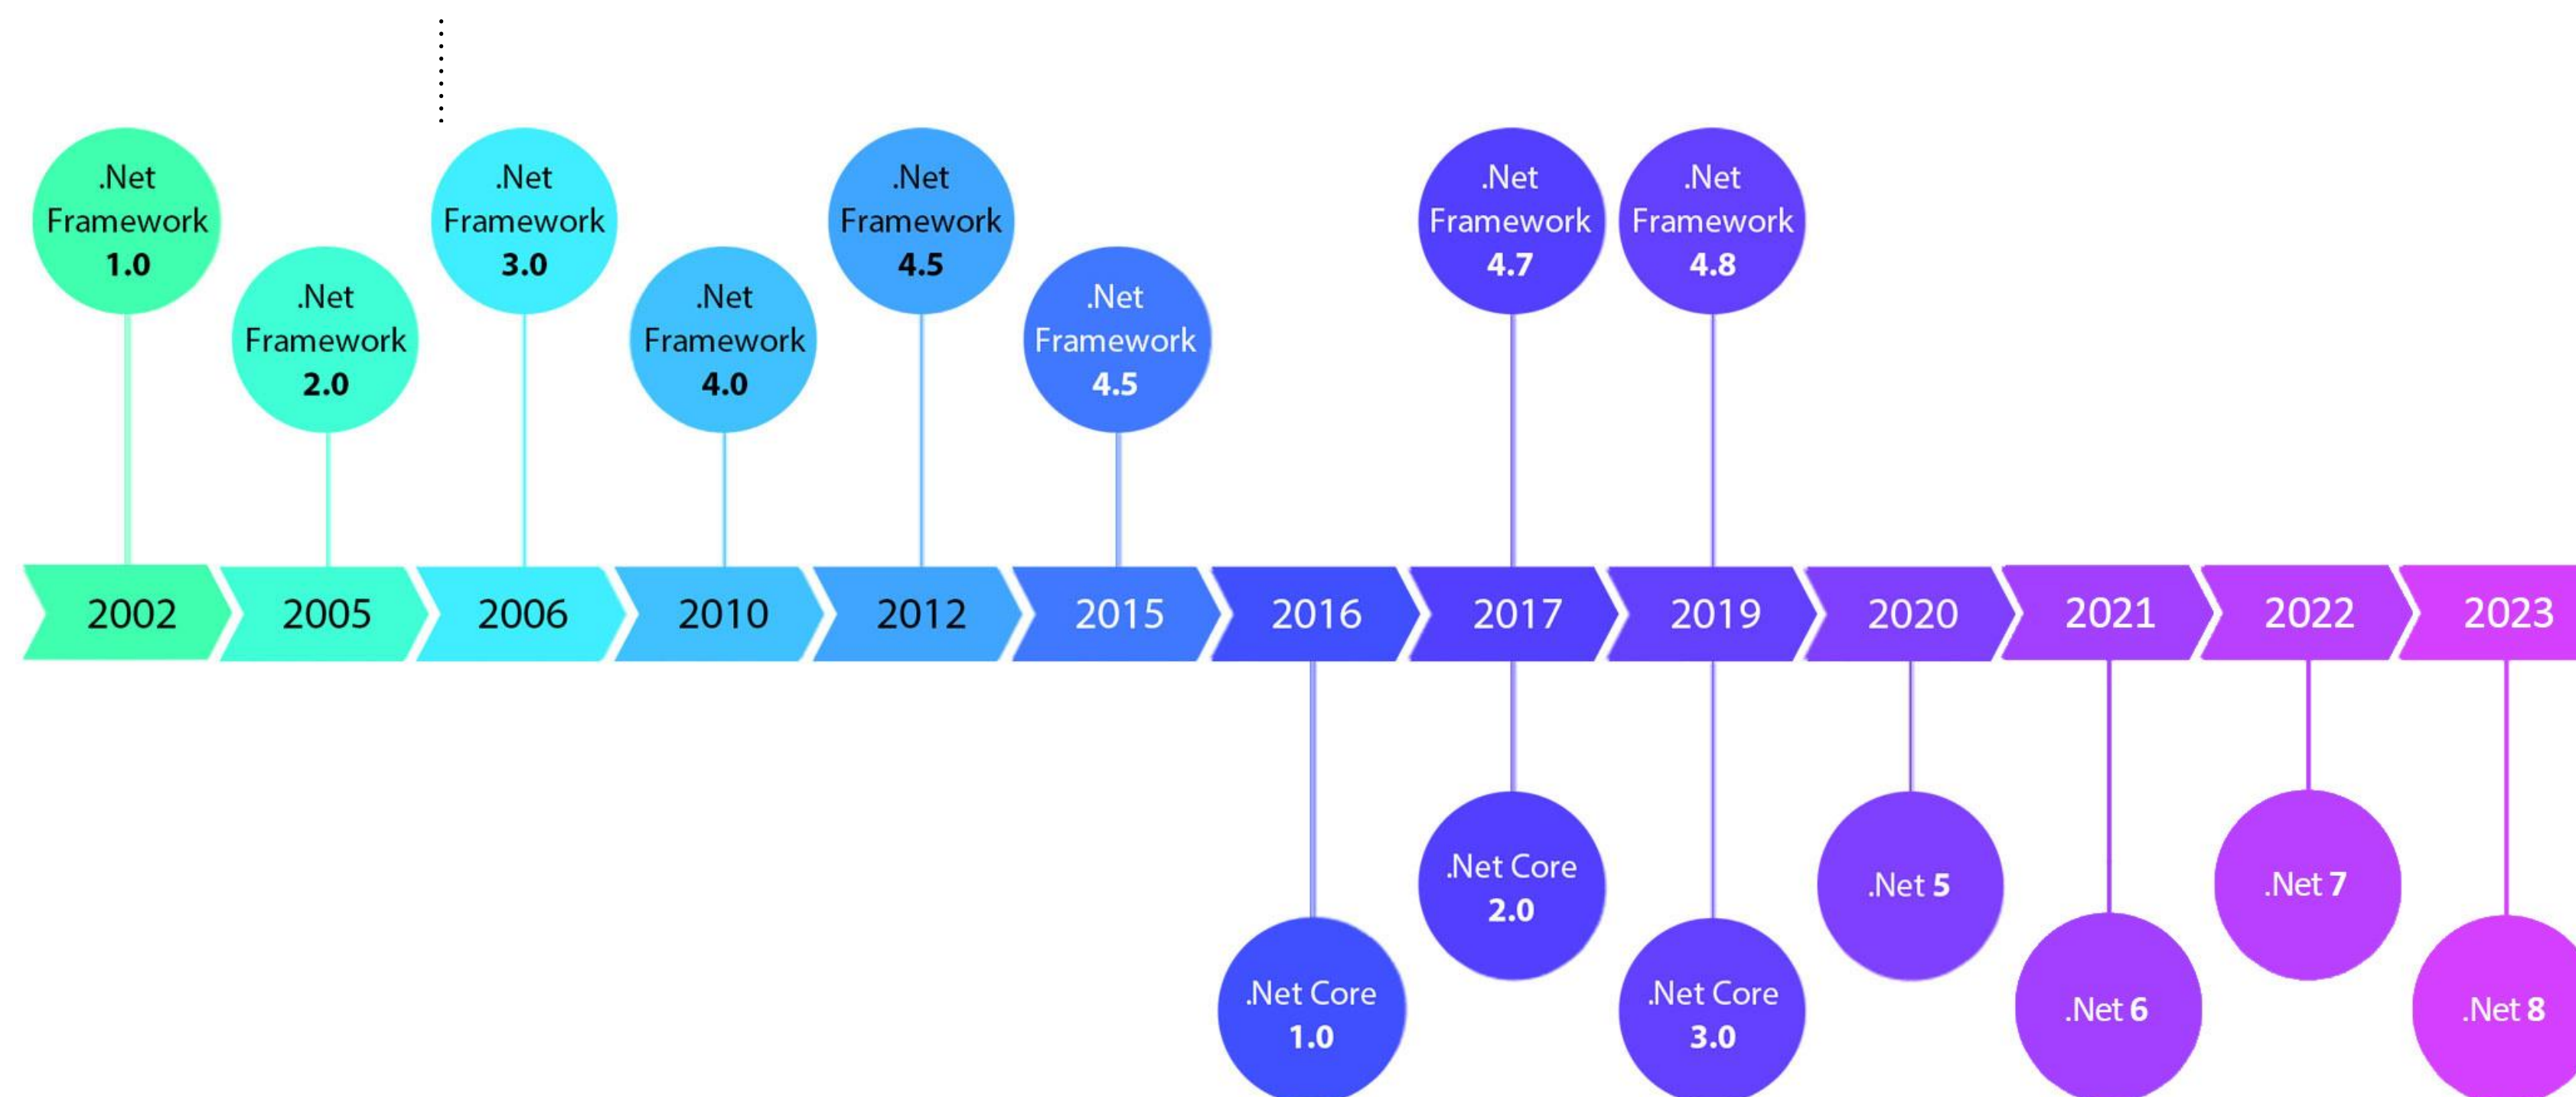 .Net
Framework
1.0
.Net
Framework
2.0
.Net
Framework
3.0
.Net
Framework
4.0
.Net
Framework
4.5
.Net
Framework
4.5
.Net
Framework
4.7
.Net
Framework
4.8
2002
2005
2006
2010
2012
2015
2016
2017
2019
2020
2021
2022
2023
.Net Core
1.0
.Net Core
2.0
.Net Core
3.0
.Net 5
.Net 6
.Net 7
.Net 8